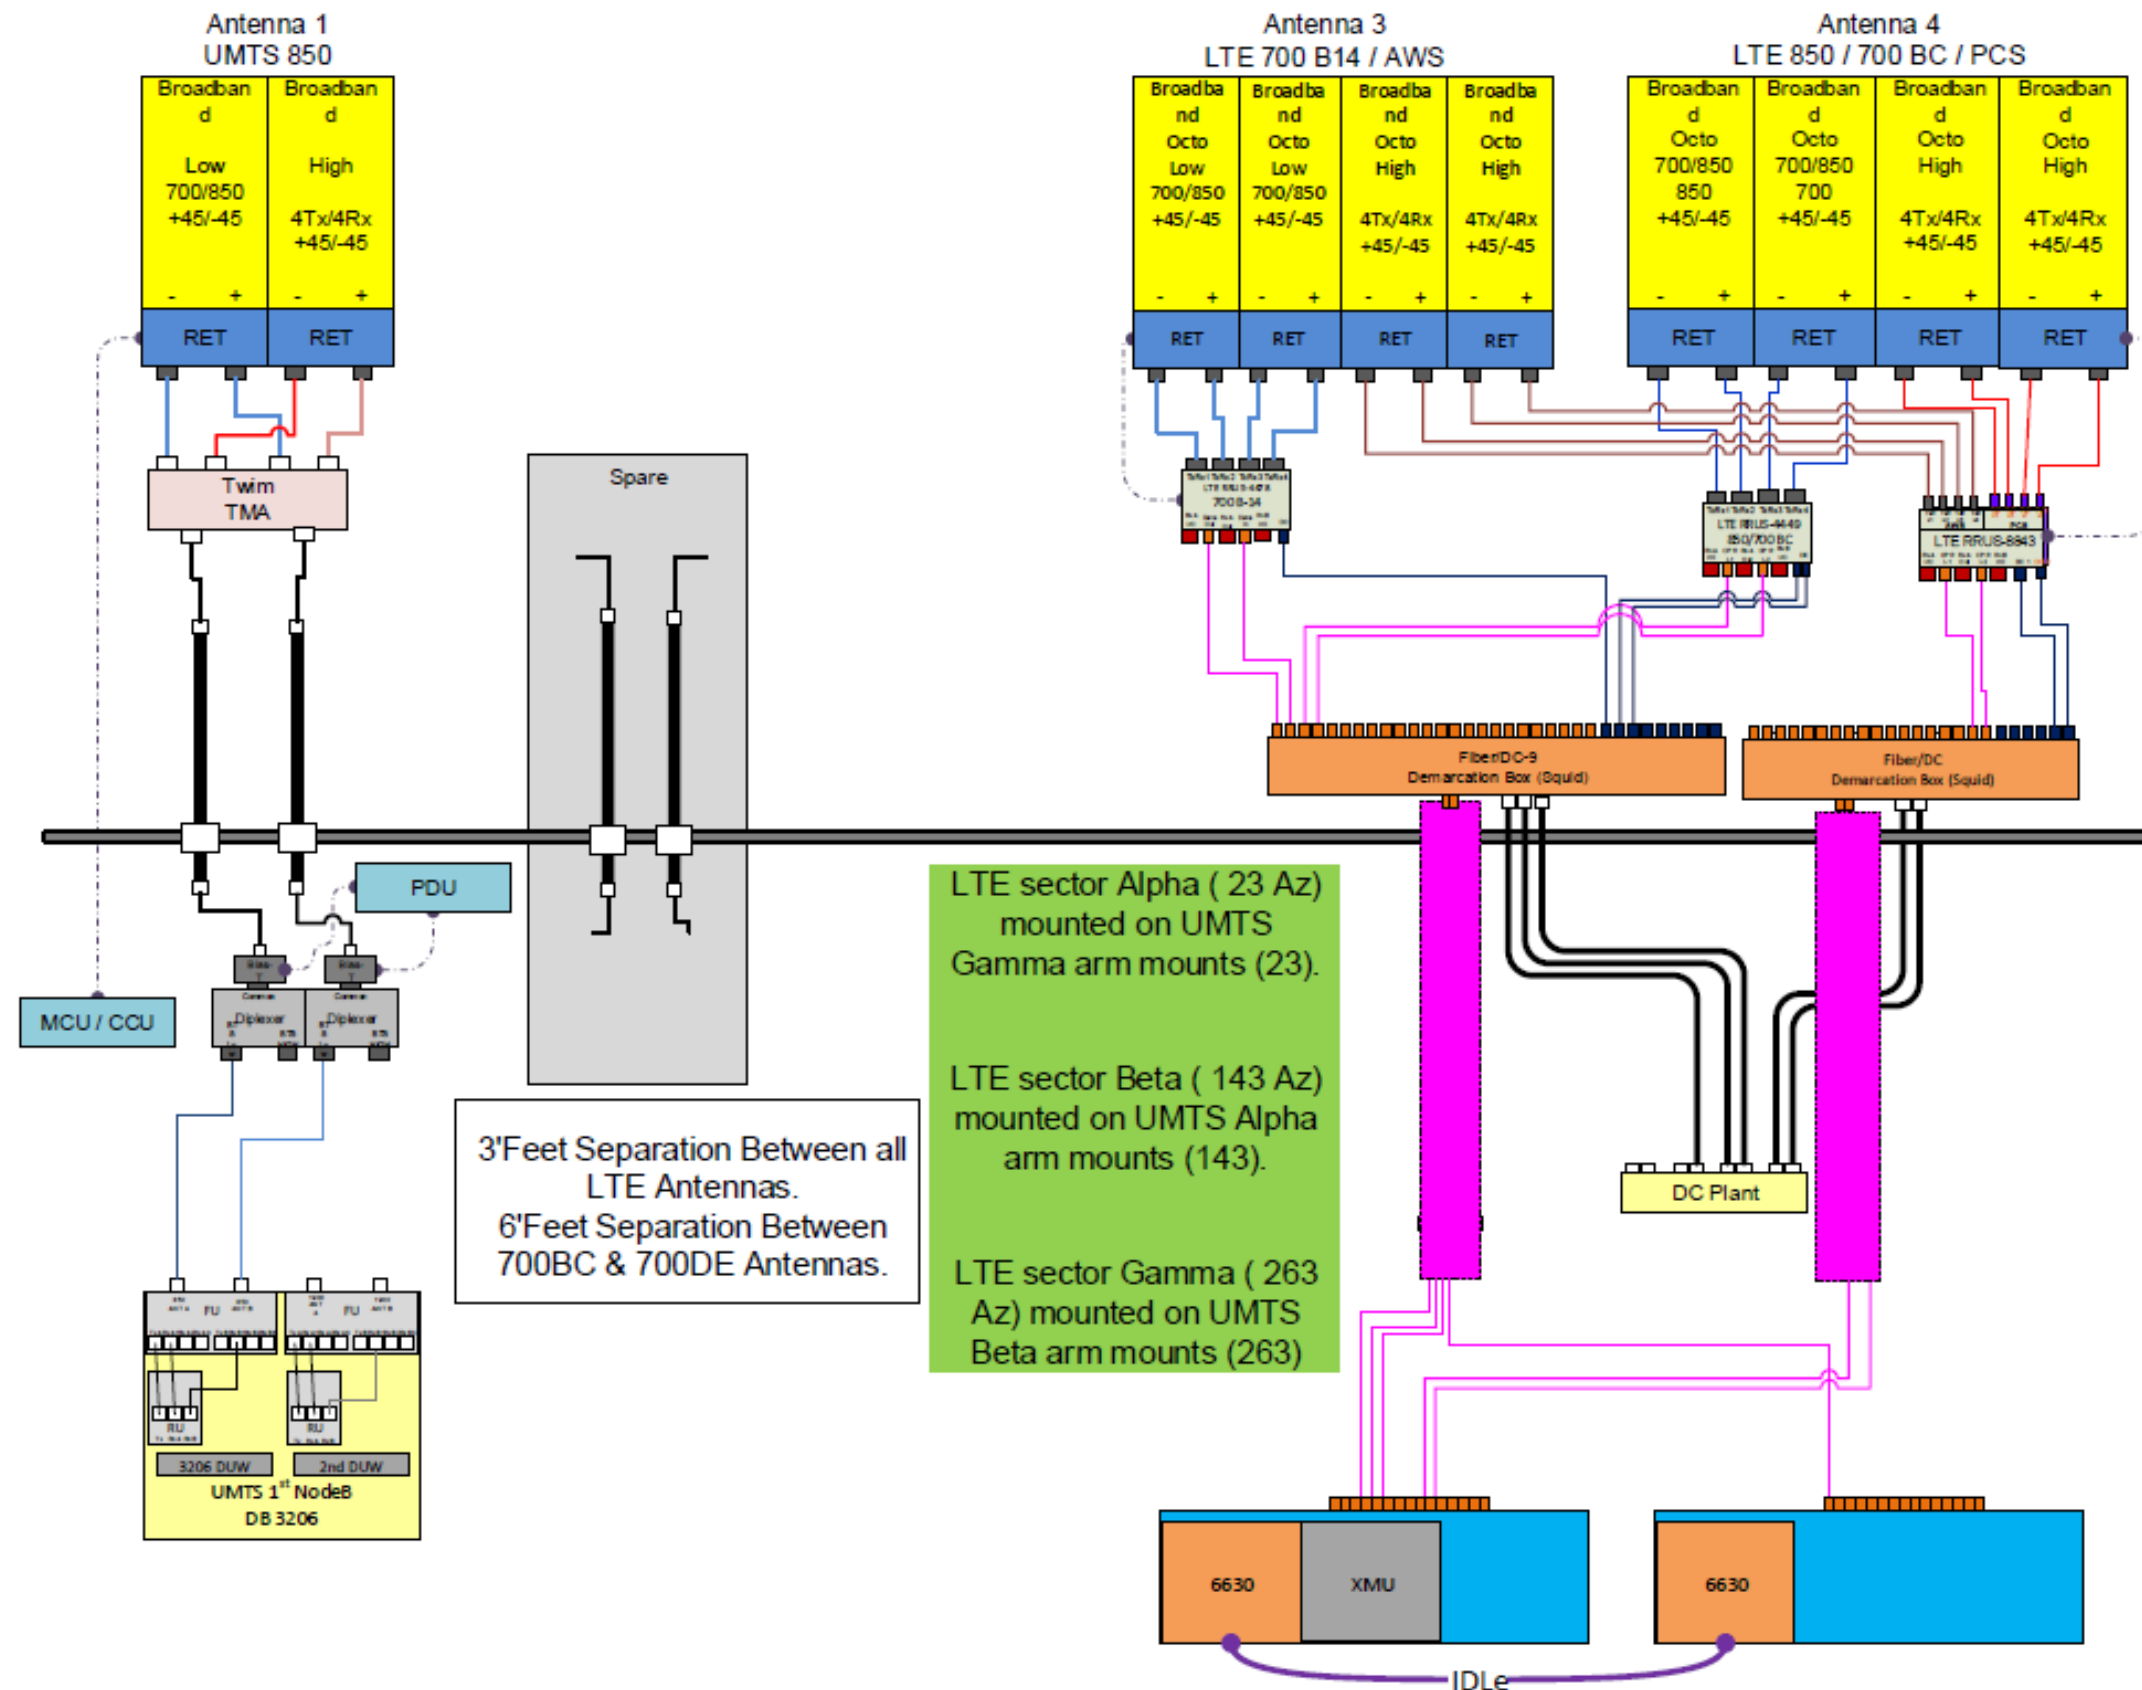 Antenna 1
UMTS 850
Antenna 3
LTE 700 B14 / AWS
Antenna 4
LTE 850 / 700 BC / PCS
Broadban
d
Low
700/850
+45/-45
- +
Broadban
d
High
4Tx/4Rx
+45/-45
- +
Broadba
nd
Octo
Low
700/850
+45/-45
- +
Broadba
nd
Octo
Low
700/850
+45/-45
- +
Broadba
nd
Octo
High
4Tx/4Rx
+45/-45
- +
Broadba
nd
Octo
High
4Tx/4Rx
+45/-45
- +
Broadban
d
Octo
700/850
850
+45/-45
- +
Broadban
d
Octo
700/850
700
+45/-45
- +
Broadban
d
Octo
High
4Tx/4Rx
+45/-45
- +
Broadban
d
Octo
High
4Tx/4Rx
+45/-45
- +
RET
RET
RET
RET
RET
RET
RET
RET
RET
RET
Twim
TMA
Spare
LTE RRUS-4478
700B-14
LTE RRUS-4449
850/700 BC
AWS
PCS
LTE RRUS-8843
Fiber/DC-9
Demarcation Box (Squid)
Fiber/DC
Demarcation Box (Squid)
PDU
MCU / CCU
Common
Diplexer
Common
Diplexer
LTE sector Alpha ( 23 Az)
mounted on UMTS
Gamma arm mounts (23).
LTE sector Beta ( 143 Az)
mounted on UMTS Alpha
arm mounts (143).
LTE sector Gamma ( 263
Az) mounted on UMTS
Beta arm mounts (263)
3'Feet Separation Between all
LTE Antennas.
6'Feet Separation Between
700BC & 700DE Antennas.
DC Plant
FU
FU
RU
RU
3206 DUW
2nd DUW
UMTS 1st NodeB
DB 3206
6630
XMU
6630
IDLe